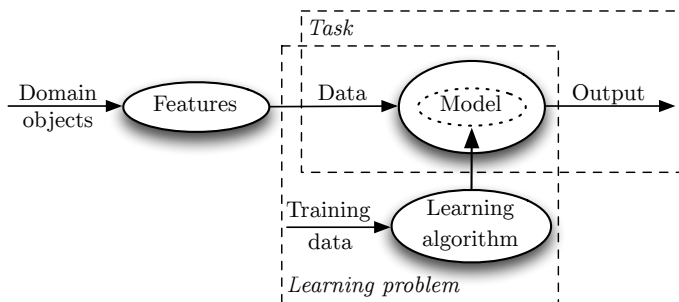 Task
Domain
objects
Features
Data
Model
Output
Training
data
Learning
algorithm
Learning problem